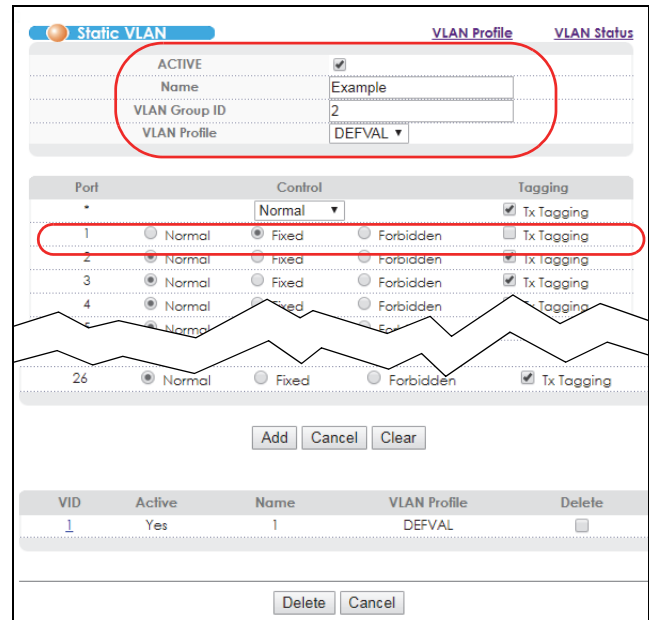 Static VLAN VLAN Profile VLAN Status
ACTIVE
Name Example
VLAN Group ID 2
VLAN Profile DEFVAL
Port Control Tagging
* Normal Tx Tagging
1 Normal Fixed Forbidden Tx Tagging
2 Normal Fixed Forbidden Tx Tagging
3 Normal Fixed Forbidden Tx Tagging
4 Normal Fixed Forbidden Tx Tagging
Normal
26 Normal Fixed Forbidden Tx Tagging
Add Cancel Clear
VID Active Name VLAN Profile Delete
1 Yes 1 DEFVAL
Delete Cancel